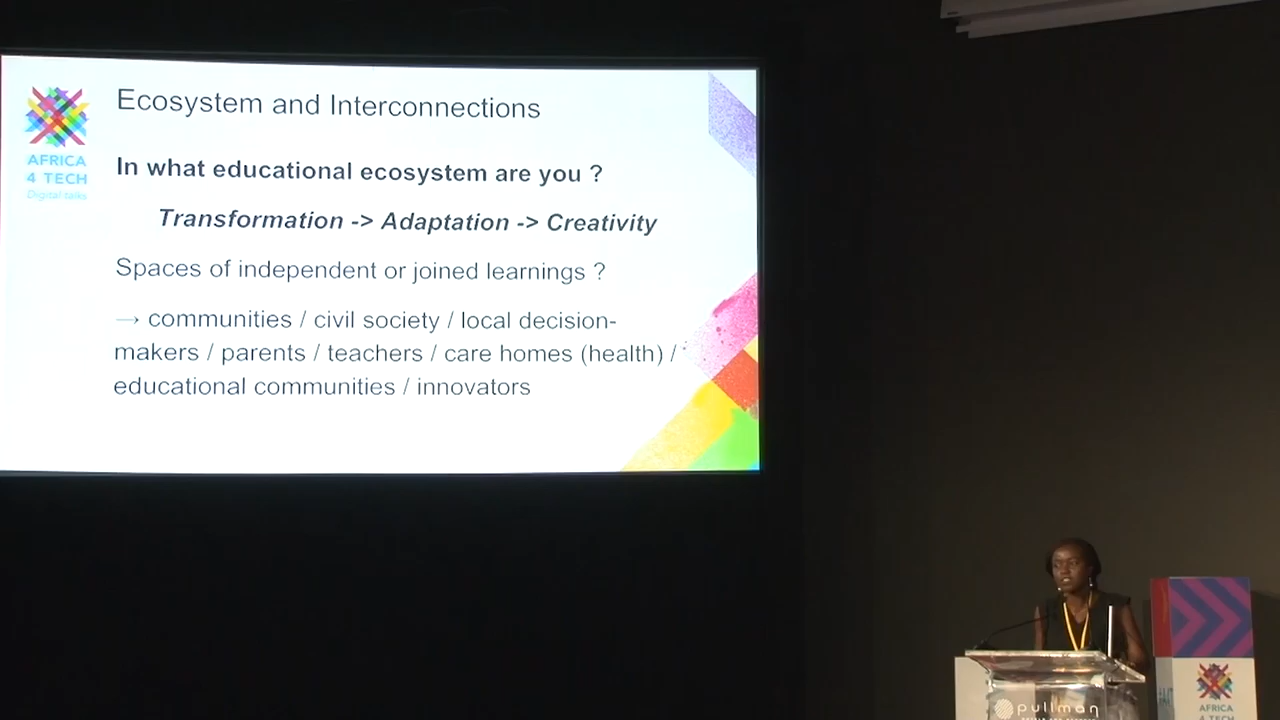 Ecosystem and Interconnections
AFRICA
4 TECH
Digital talks
In what educational ecosystem are you ?
Transformation -> Adaptation -> Creativity
Spaces of independent or joined learnings ?
→ communities / civil society / local decision-
makers / parents / teachers / care homes (health) /
educational communities / innovators
pullman
AFRICA
TECH